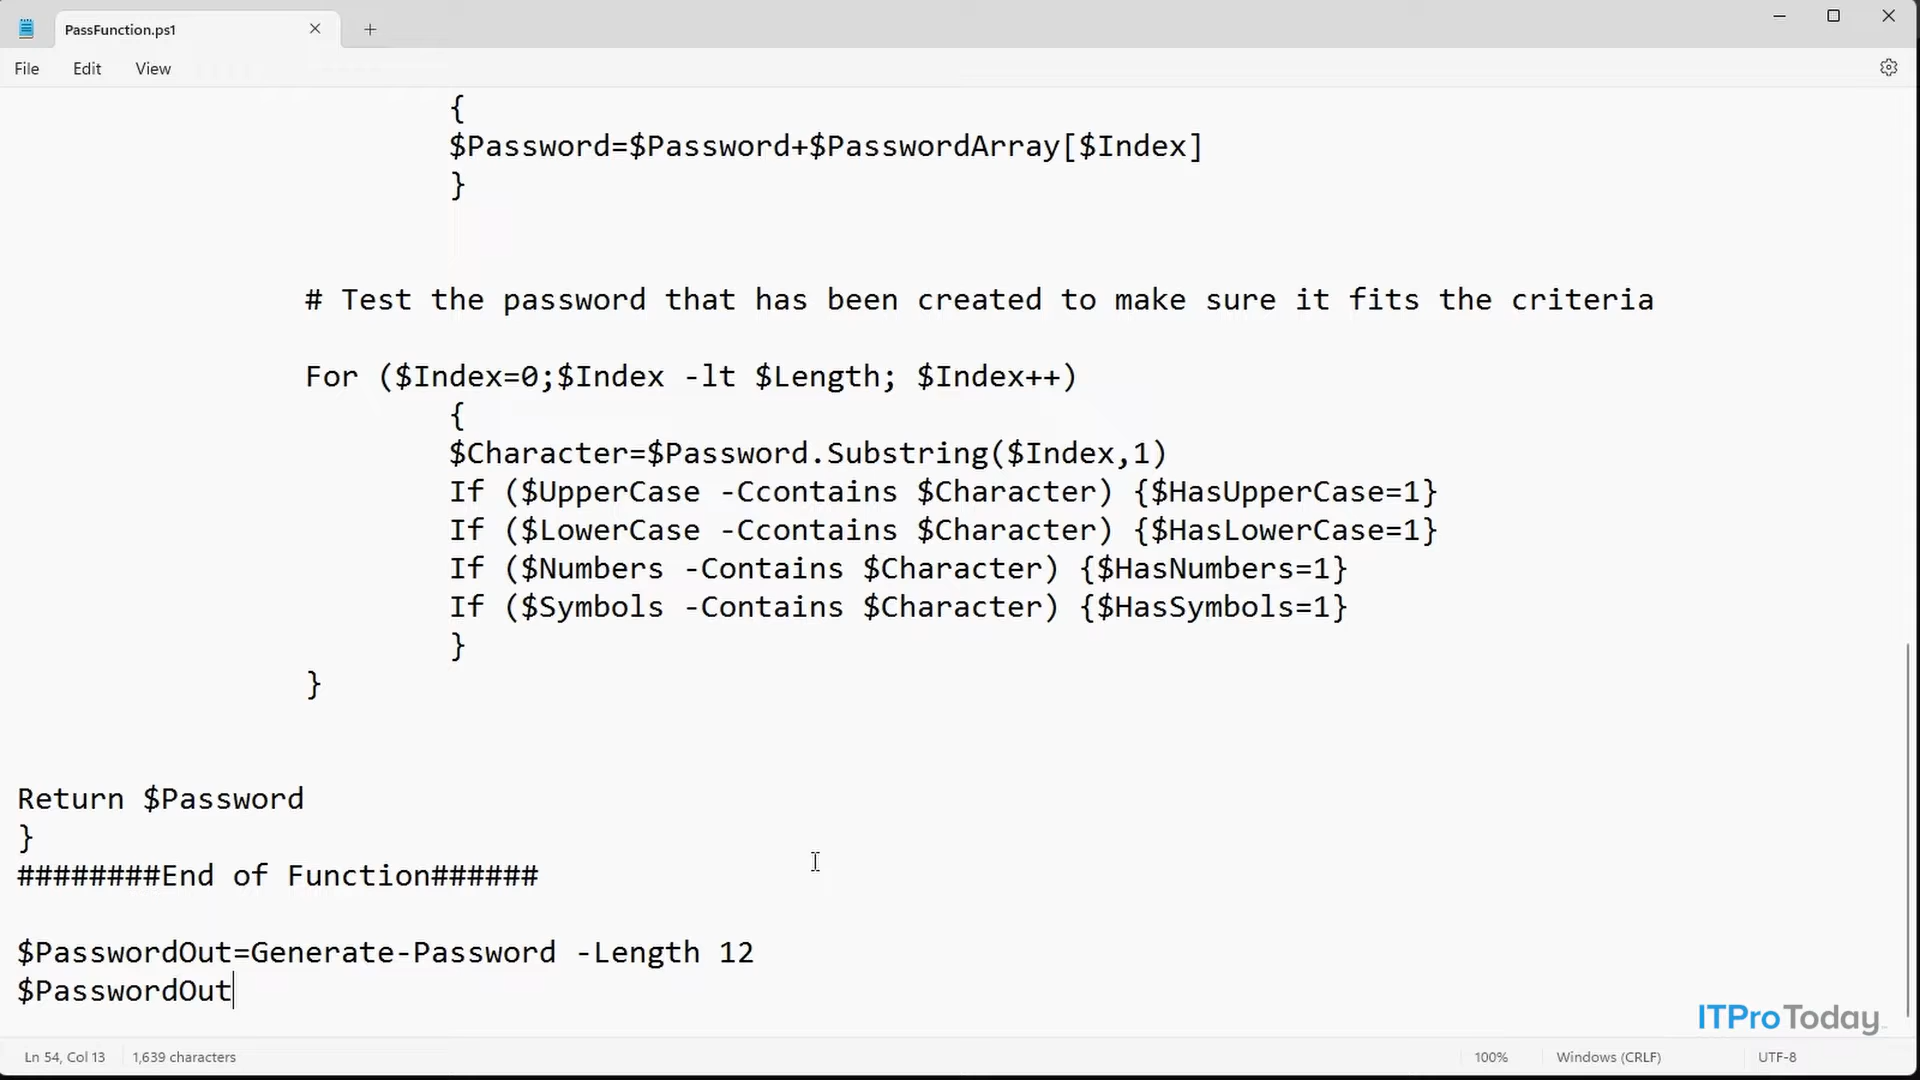 PassFunction.ps1
File Edit View
{
$Password=$Password+$PasswordArray[$Index]
}
# Test the password that has been created to make sure it fits the criteria
For ($Index=0;$Index -lt $Length; $Index++)
{
$Character=$Password.Substring($Index,1)
If ($UpperCase -Ccontains $Character) {$HasUpperCase=1}
If ($LowerCase -Ccontains $Character) {$HasLowerCase=1}
If ($Numbers -Contains $Character) {$HasNumbers=1}
If ($Symbols -Contains $Character) {$HasSymbols=1}
}
}
Return $Password
}
########End of Function######
$PasswordOut=Generate-Password -Length 12
$PasswordOut
ITProToday
Ln 54, Col 13 1,639 characters 100% Windows (CRLF) UTF-8